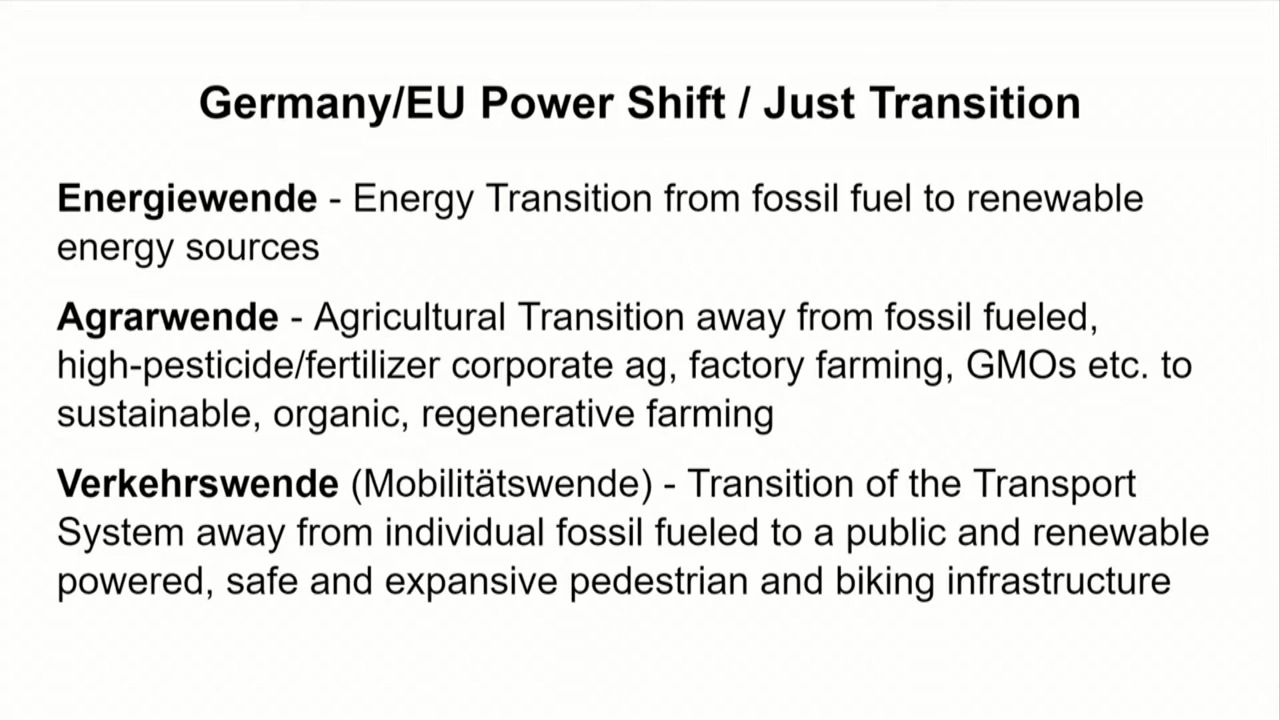 Germany/EU Power Shift / Just Transition
Energiewende - Energy Transition from fossil fuel to renewable
energy sources
Agrarwende - Agricultural Transition away from fossil fueled,
high-pesticide/fertilizer corporate ag, factory farming, GMOs etc. to
sustainable, organic, regenerative farming
Verkehrswende (Mobilitätswende) - Transition of the Transport
System away from individual fossil fueled to a public and renewable
powered, safe and expansive pedestrian and biking infrastructure